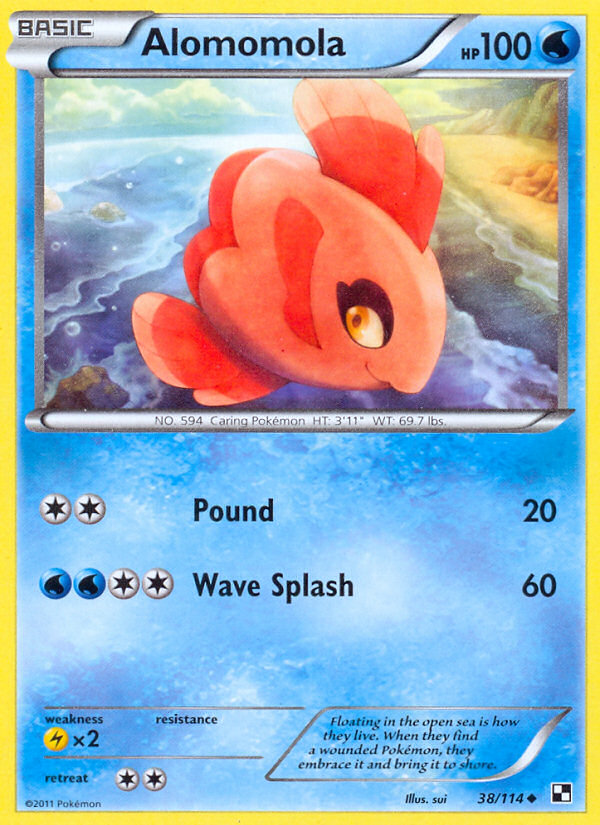 BASIC
Alomomola
HP100
NO. 594 Caring Pokémon HT: 3'11" WT: 69.7 lbs.
Pound 20
Wave Splash 60
weakness resistance
×2
retreat
Floating in the open sea is how
they live. When they find
a wounded Pokémon, they
embrace it and bring it to shore.
©2011 Pokémon
Illus. sui 38/114